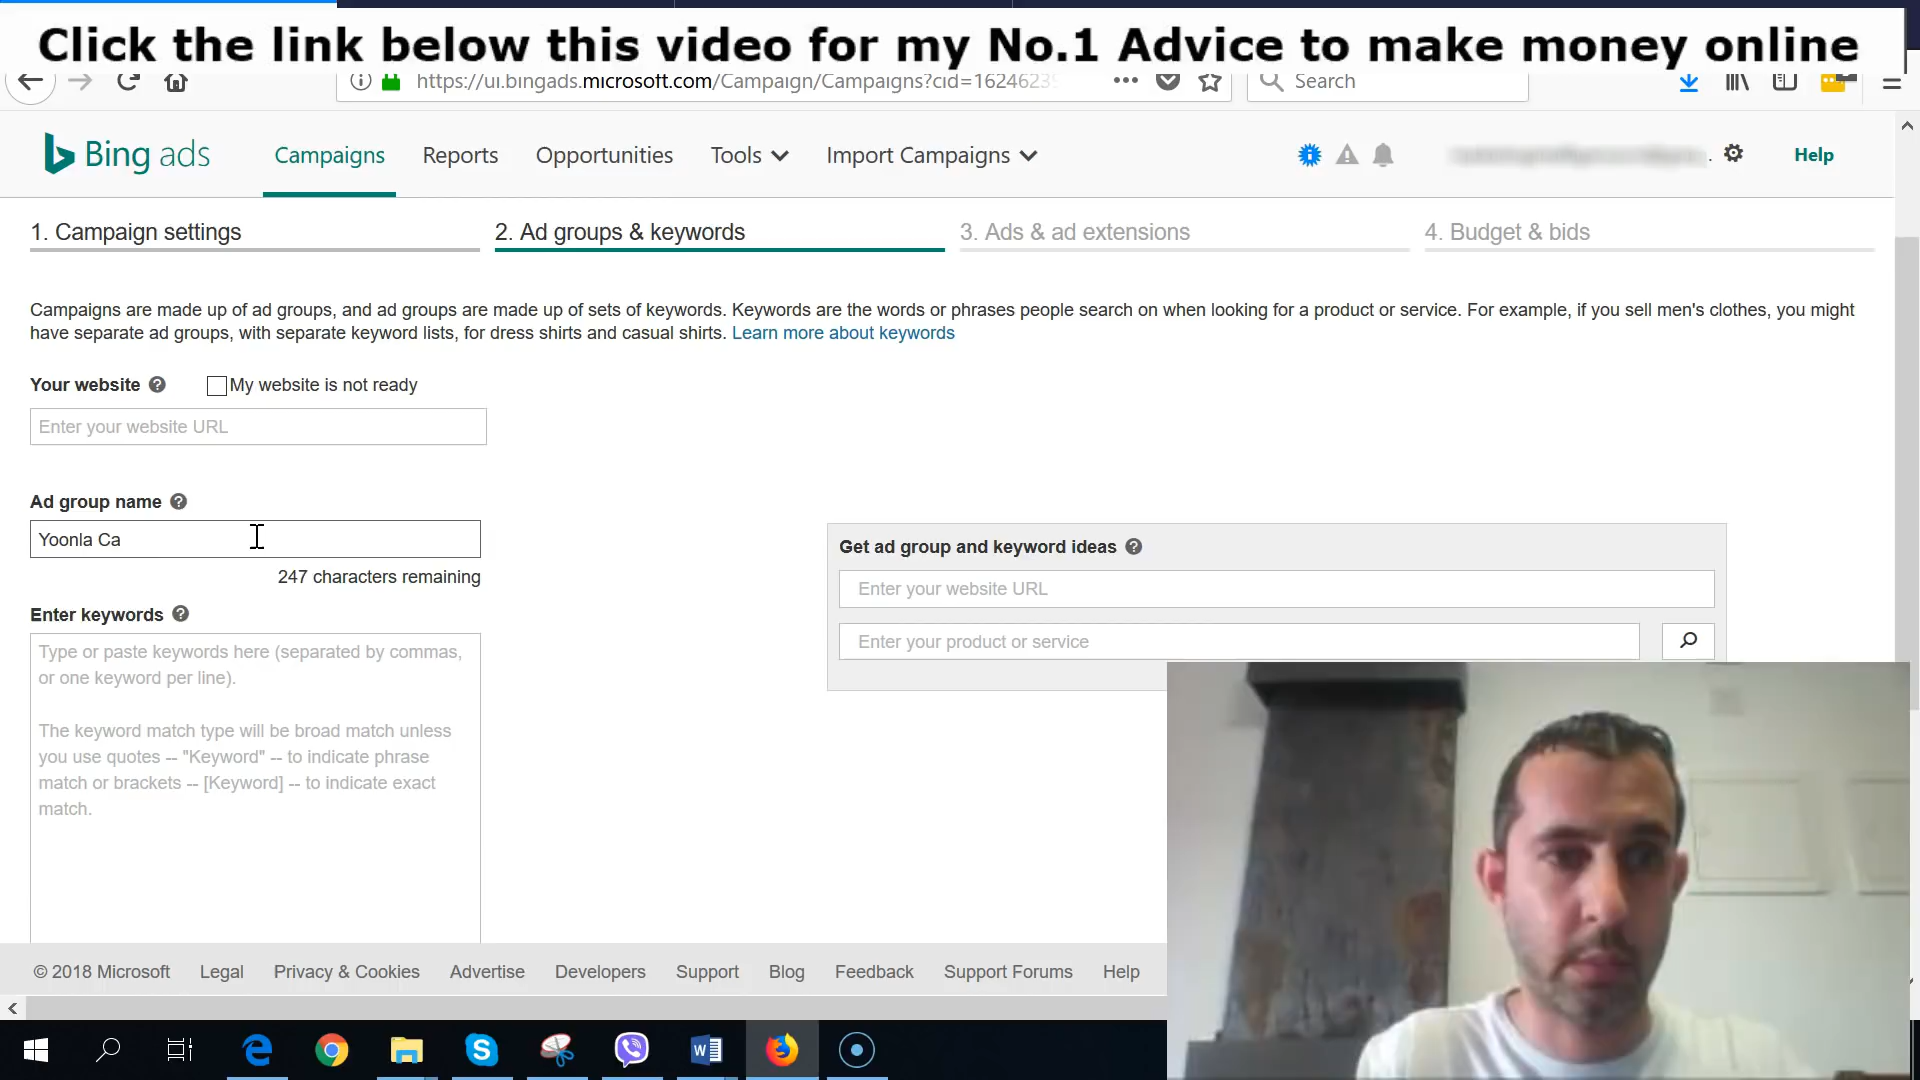 Click the link below this video for my No.1 Advice to make money online
https://ui.bingads.microsoft.com/Campaign/Campaigns?cid=1624623
Search
Bing ads
Campaigns
Reports
Opportunities
Tools
Import Campaigns
Help
1. Campaign settings
2. Ad groups & keywords
3. Ads & ad extensions
4. Budget & bids
Campaigns are made up of ad groups, and ad groups are made up of sets of keywords. Keywords are the words or phrases people search on when looking for a product or service. For example, if you sell men's clothes, you might
have separate ad groups, with separate keyword lists, for dress shirts and casual shirts. Learn more about keywords
Your website
My website is not ready
Enter your website URL
Ad group name
Yoonla Ca
247 characters remaining
Enter keywords
Type or paste keywords here (separated by commas,
or one keyword per line).
The keyword match type will be broad match unless
you use quotes -- "Keyword" -- to indicate phrase
match or brackets -- [Keyword] -- to indicate exact
match.
Get ad group and keyword ideas
Enter your website URL
Enter your product or service
© 2018 Microsoft
Legal
Privacy & Cookies
Advertise
Developers
Support
Blog
Feedback
Support Forums
Help